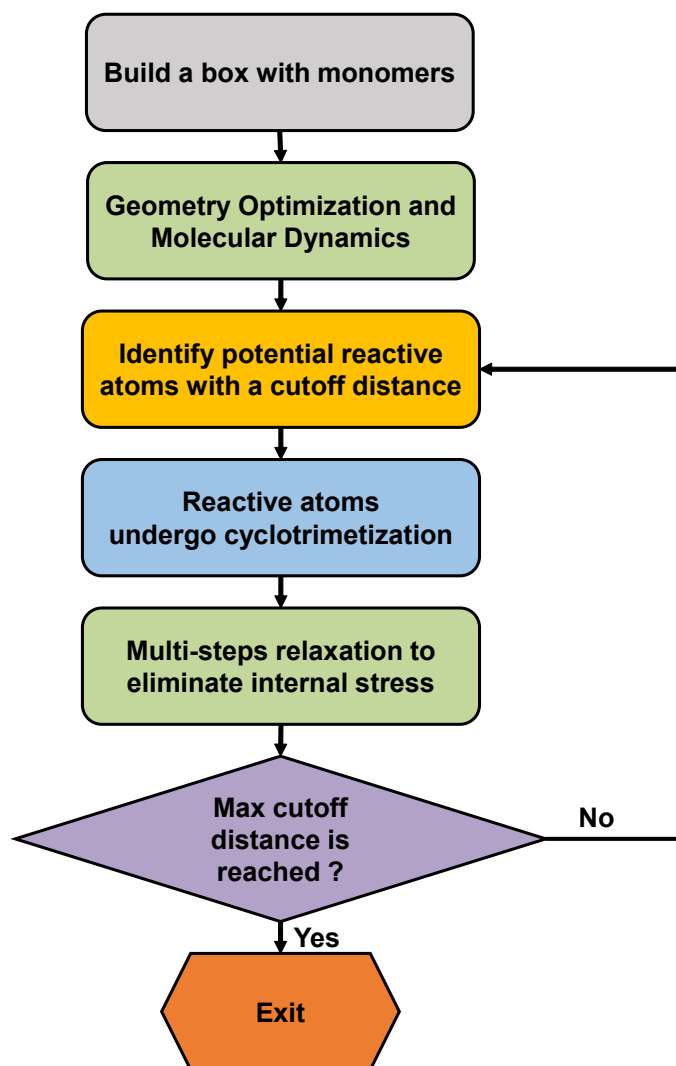 Build a box with monomers
Geometry Optimization and
Molecular Dynamics
Identify potential reactive
atoms with a cutoff distance
Reactive atoms
undergo cyclotrimetization
Multi-steps relaxation to
eliminate internal stress
Max cutoff
distance is
reached ?
No
Yes
Exit